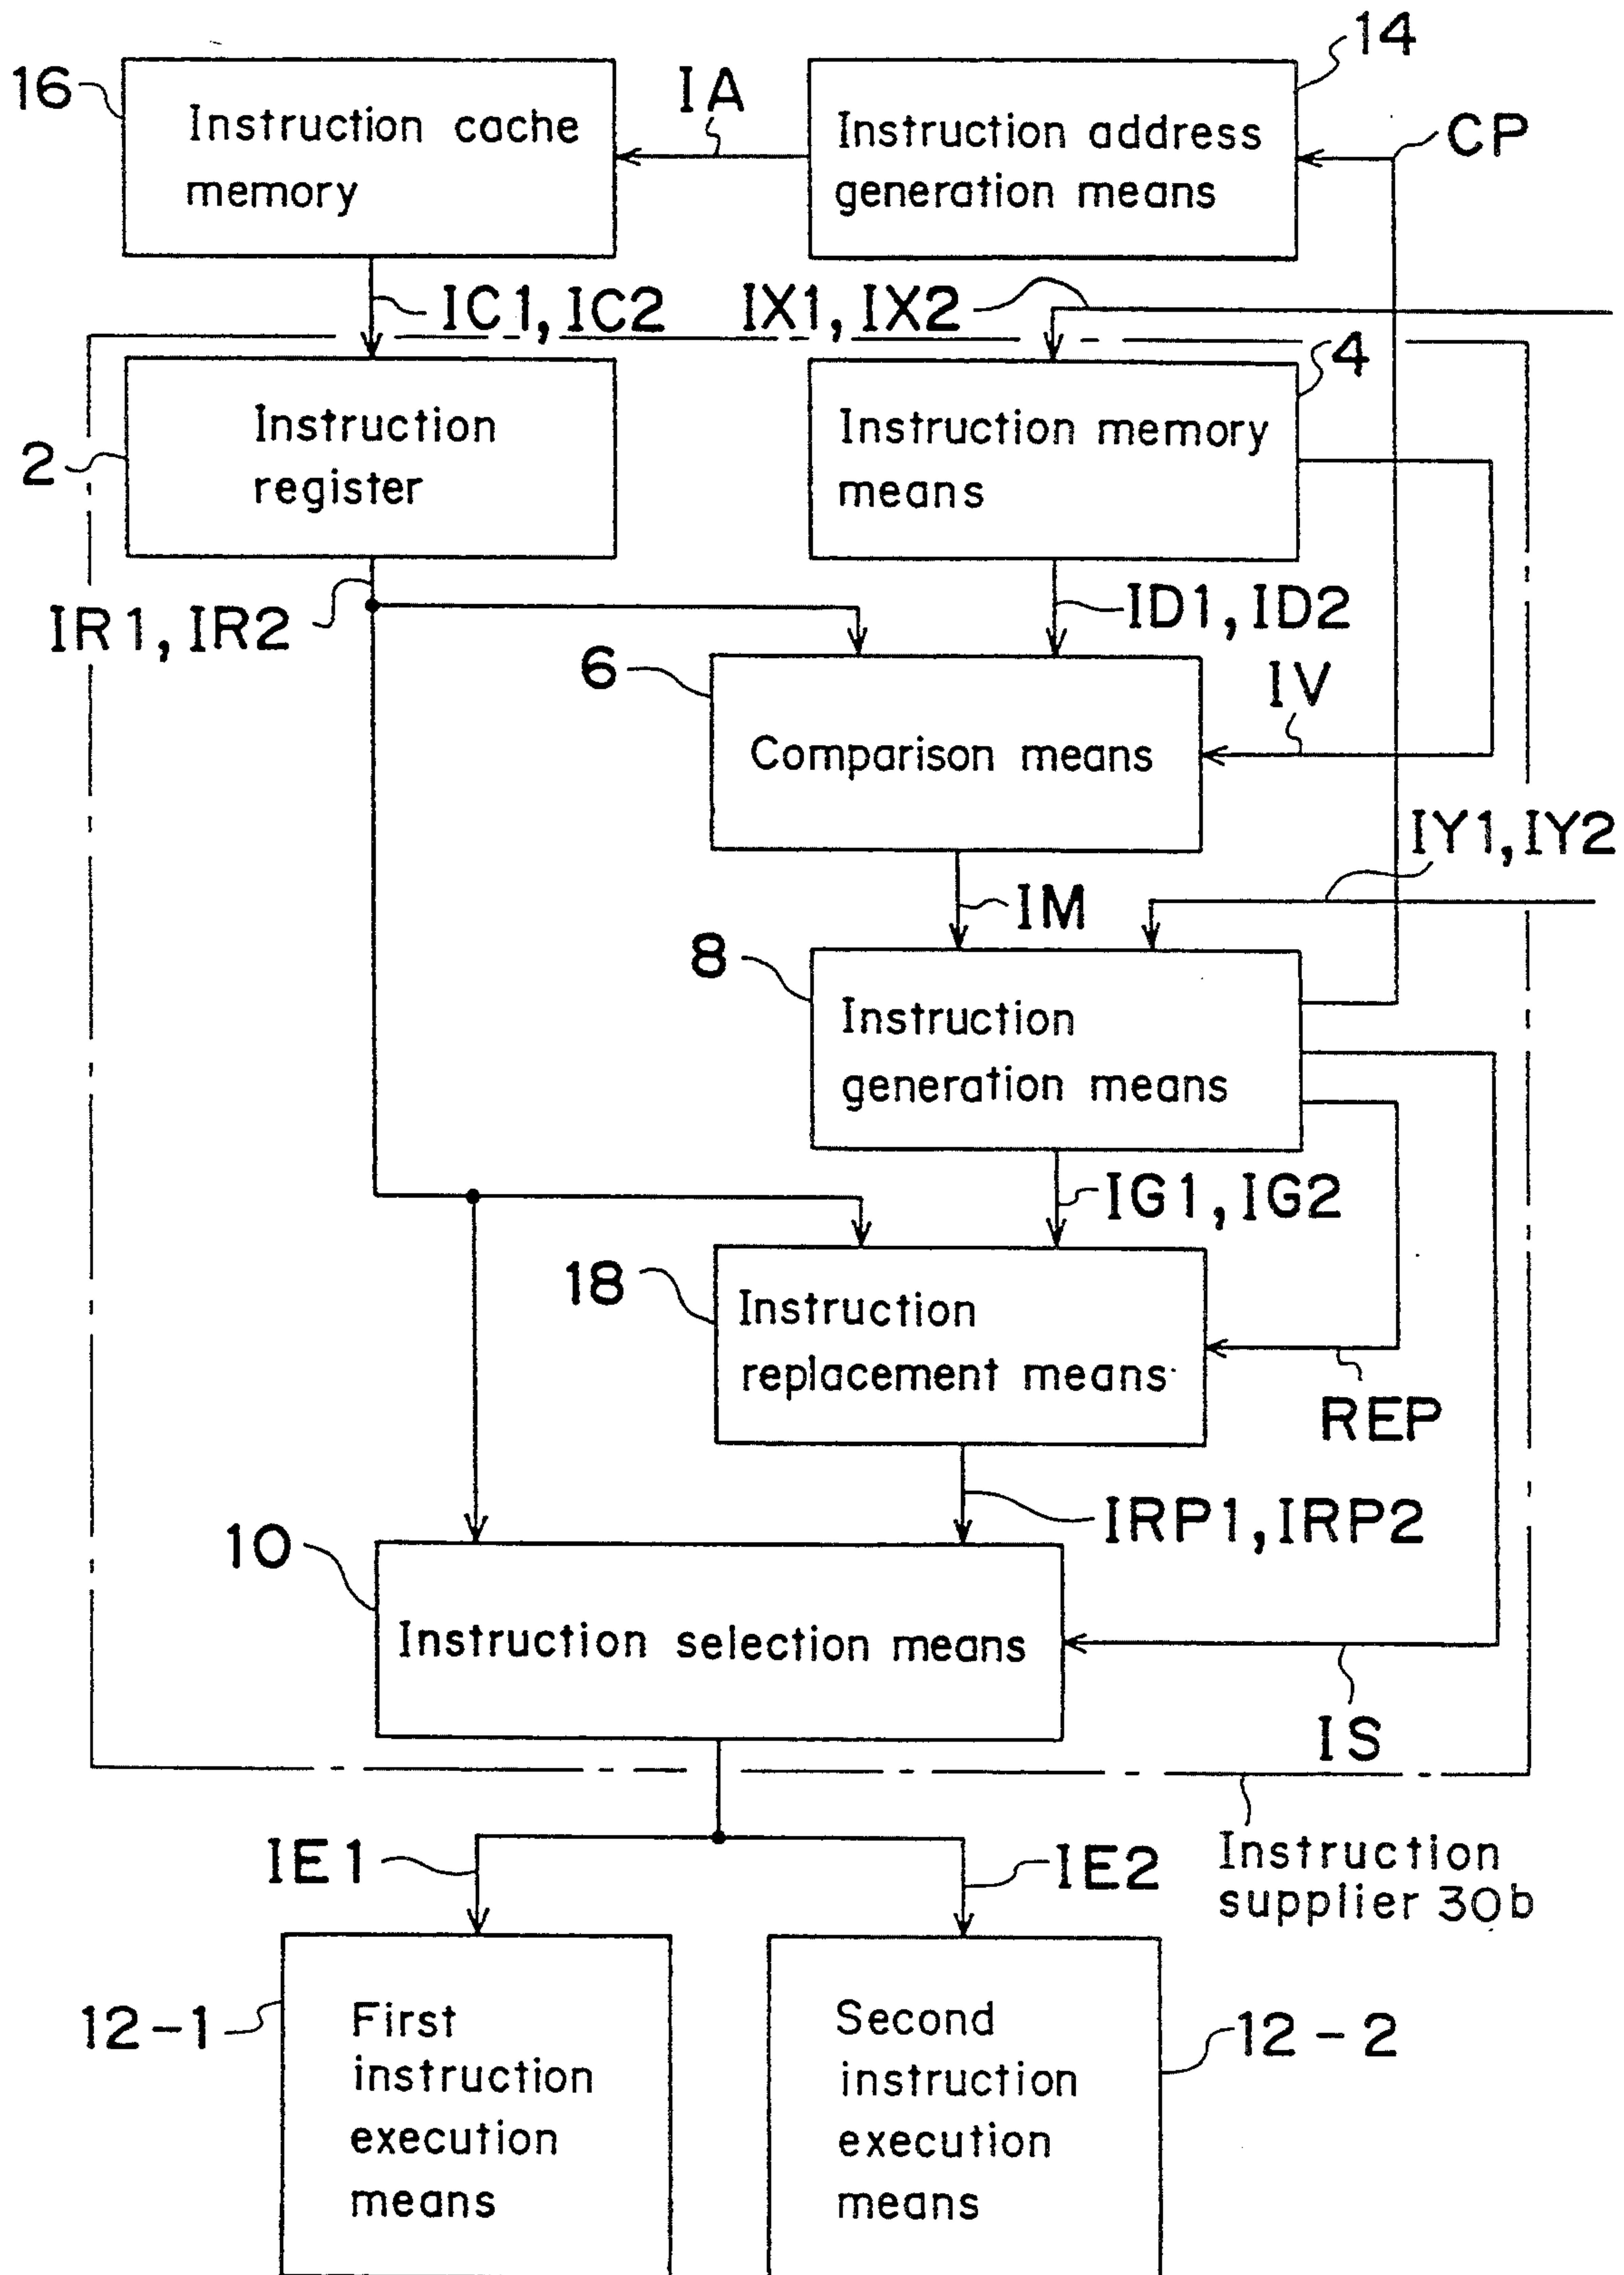 14
16
Instruction cache
memory
IA
Instruction address
generation means
CP
IC1, IC2
IX1, IX2
4
2
Instruction
register
Instruction memory
means
IR1, IR2
ID1, ID2
6
IV
Comparison means
IY1, IY2
IM
8
Instruction
generation means
IG1, IG2
18
Instruction
replacement means
REP
IRP1, IRP2
10
Instruction selection means
IS
IE1
IE2
Instruction
supplier 30b
12-1
First
instruction
execution
means
Second
instruction
execution
means
12-2